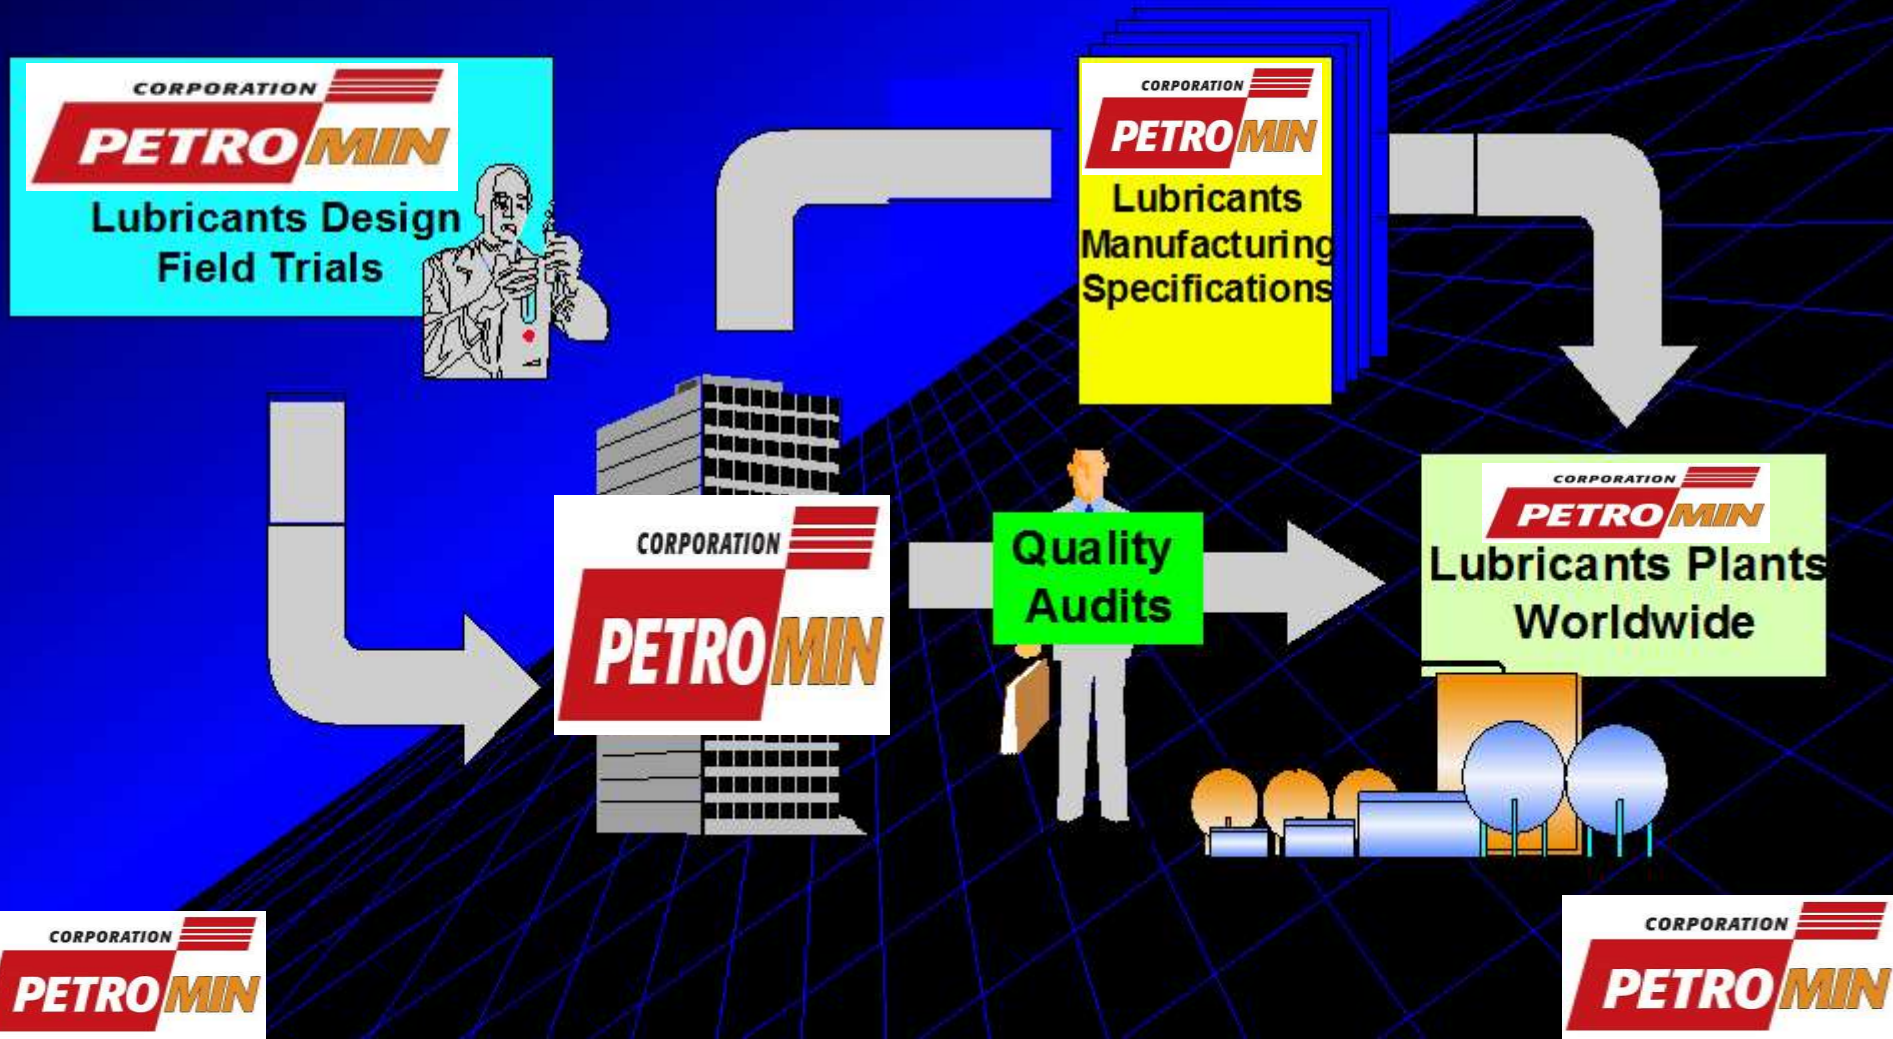 CORPORATION
PETROMIN
Lubricants Design
Field Trials
CORPORATION
PETROMIN
Lubricants
Manufacturing
Specifications
CORPORATION
PETROMIN
Quality
Audits
CORPORATION
PETROMIN
Lubricants Plants
Worldwide
CORPORATION
PETROMIN
CORPORATION
PETROMIN